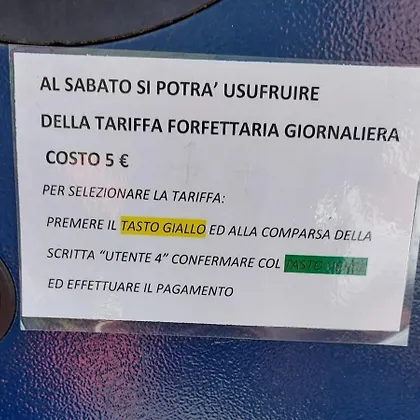 AL SABATO SI POTRA' USUFRUIRE
DELLA TARIFFA FORFETTARIA GIORNALIERA
COSTO 5 €
PER SELEZIONARE LA TARIFFA:
PREMERE IL TASTO GIALLO ED ALLA COMPARSA DELLA
SCRITTA "UTENTE 4" CONFERMARE COL TASTO
ED EFFETTUARE IL PAGAMENTO